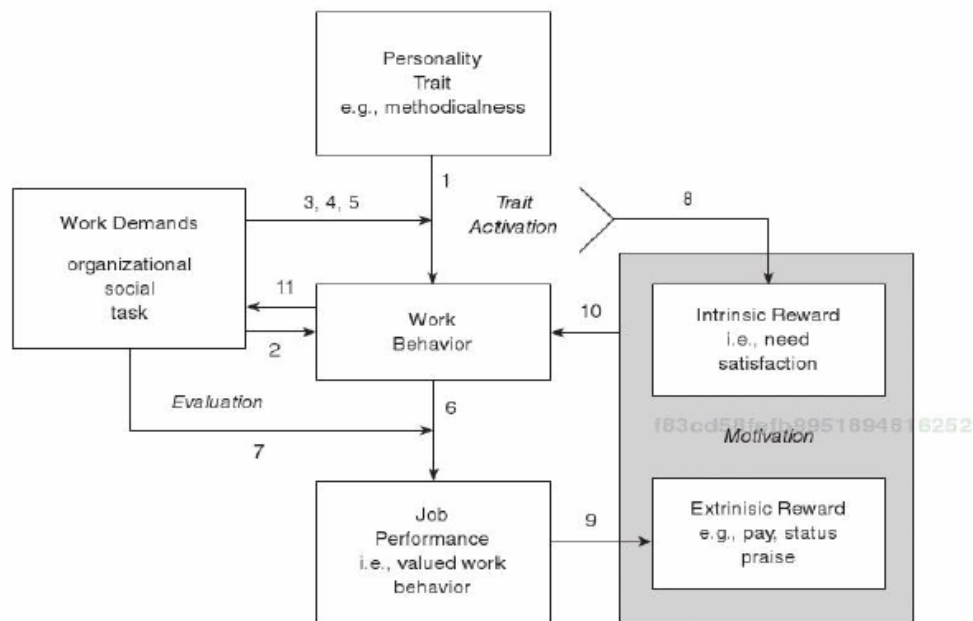 Personality
Trait
e.g., methodicalness
1
3, 4, 5
Trait
Activation
8
Work Demands
organizational
social
task
11
2
Work
Behavior
10
Intrinsic Reward
i.e., need
satisfaction
Evaluation
7
6
Motivation
Job
Performance
i.e., valued work
behavior
9
Extrinisic Reward
e.g., pay, status
praise